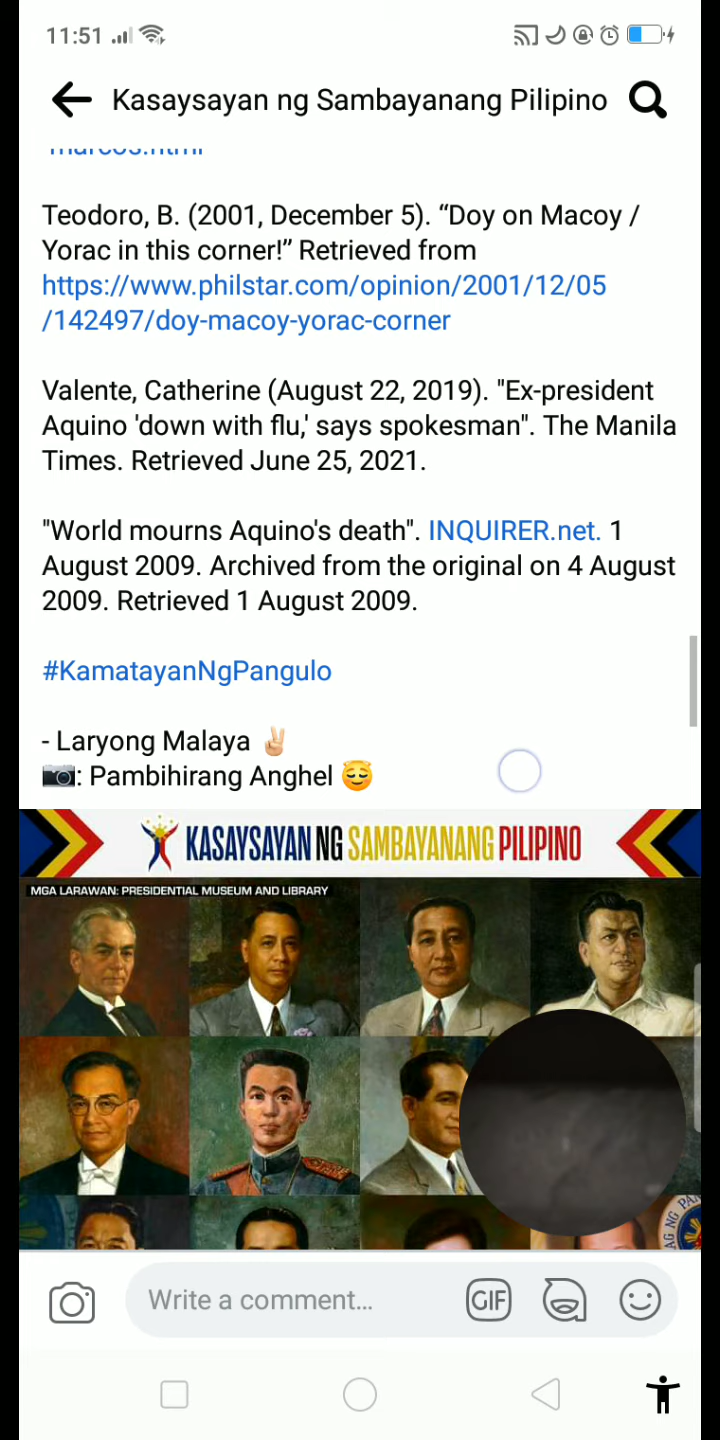 11:51
Kasaysayan ng Sambayanang Pilipino
marcos.html
Teodoro, B. (2001, December 5). “Doy on Macoy /
Yorac in this corner!” Retrieved from
https://www.philstar.com/opinion/2001/12/05
/142497/doy-macoy-yorac-corner
Valente, Catherine (August 22, 2019). "Ex-president
Aquino 'down with flu,' says spokesman". The Manila
Times. Retrieved June 25, 2021.
"World mourns Aquino's death". INQUIRER.net. 1
August 2009. Archived from the original on 4 August
2009. Retrieved 1 August 2009.
#KamatayanNgPangulo
- Laryong Malaya ✌🏻
📷: Pambihirang Anghel 😇
KASAYSAYAN NG SAMBAYANANG PILIPINO
MGA LARAWAN: PRESIDENTIAL MUSEUM AND LIBRARY
Write a comment...
GIF